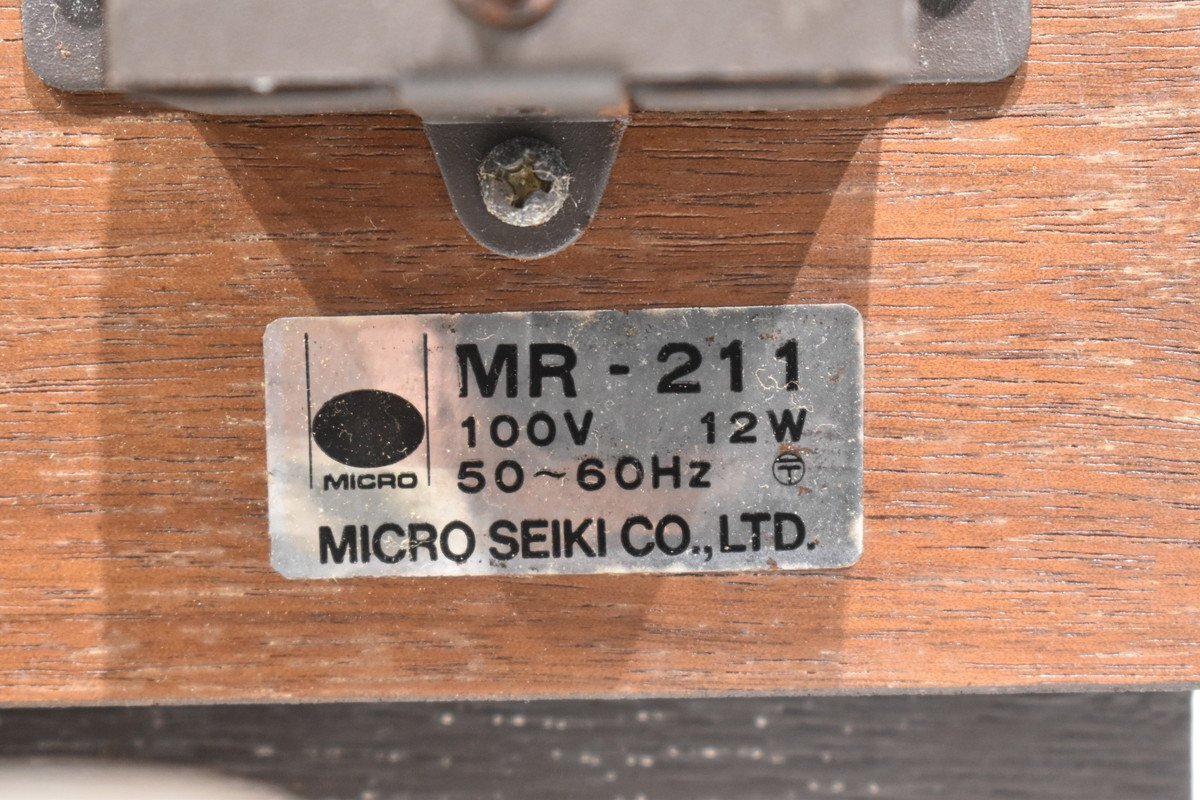 MR - 211
100V 12W
50~60Hz
MICRO
MICRO SEIKI CO., LTD.